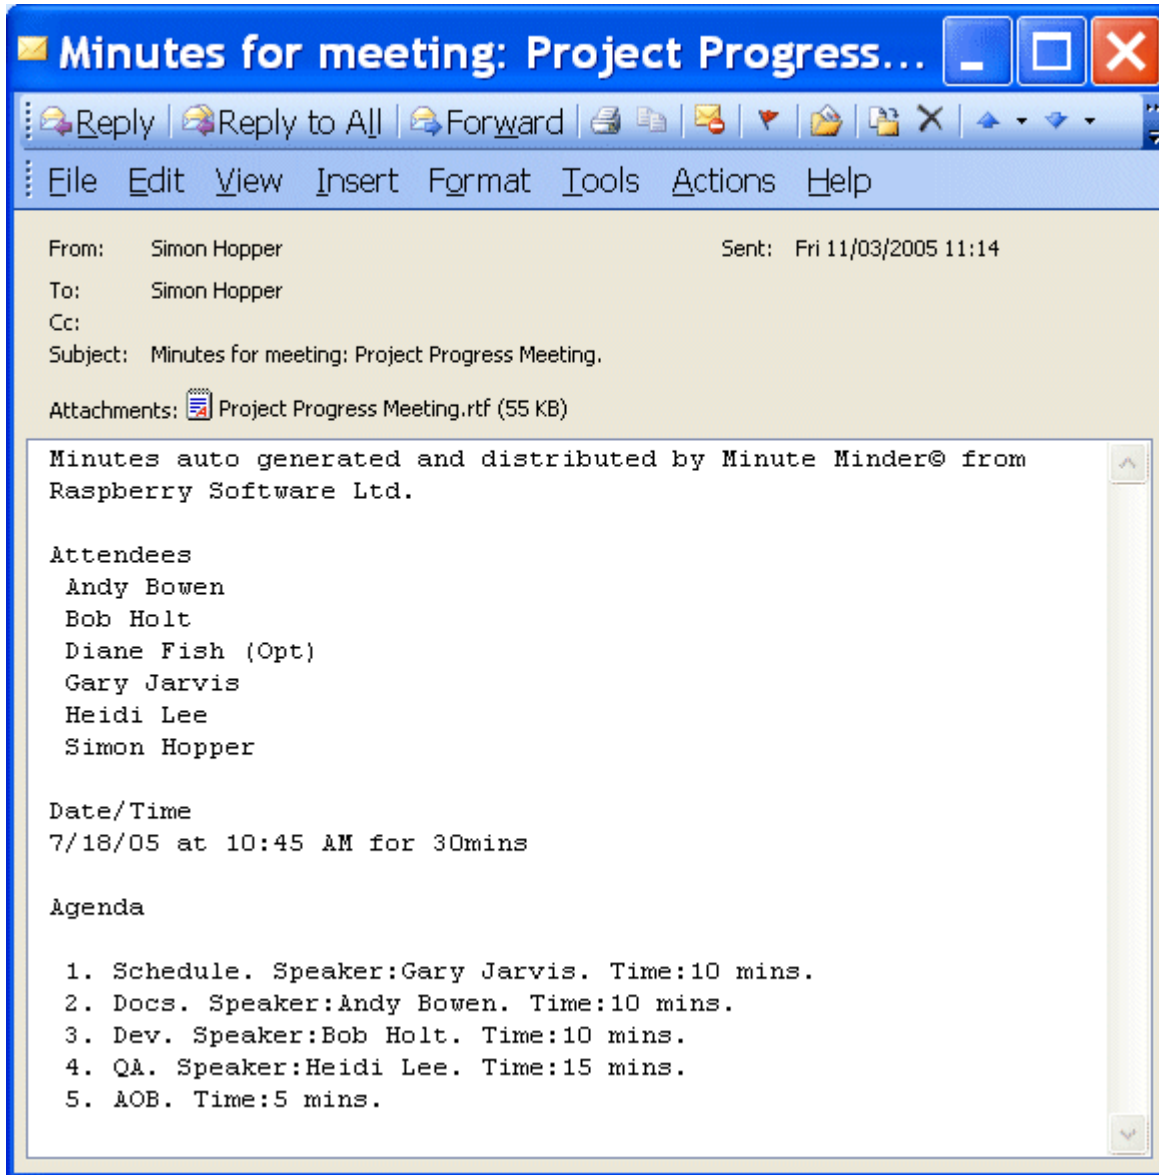 Minutes for meeting: Project Progress...
Reply Reply to All Forward
File Edit View Insert Format Tools Actions Help
From: Simon Hopper Sent: Fri 11/03/2005 11:14
To: Simon Hopper
Cc:
Subject: Minutes for meeting: Project Progress Meeting.
Attachments: Project Progress Meeting.rtf (55 KB)
Minutes auto generated and distributed by Minute Minder© from
Raspberry Software Ltd.
Attendees
Andy Bowen
Bob Holt
Diane Fish (Opt)
Gary Jarvis
Heidi Lee
Simon Hopper
Date/Time
7/18/05 at 10:45 AM for 30mins
Agenda
1. Schedule. Speaker:Gary Jarvis. Time:10 mins.
2. Docs. Speaker:Andy Bowen. Time:10 mins.
3. Dev. Speaker:Bob Holt. Time:10 mins.
4. QA. Speaker:Heidi Lee. Time:15 mins.
5. AOB. Time:5 mins.